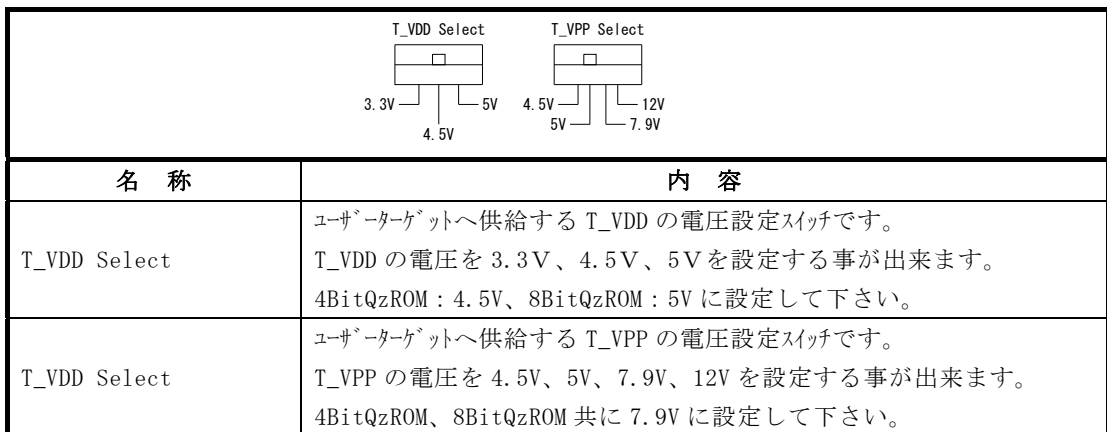 T_VDD Select T_VPP Select
3.3V 5V 4.5V 12V
4.5V 5V 7.9V
名 称 内 容
ﾕｰｻﾞｰﾀｰｹﾞｯﾄへ供給する T_VDD の電圧設定ｽｲｯﾁです。
T_VDD Select T_VDD の電圧を 3.3Ｖ、4.5Ｖ、5Ｖを設定する事が出来ます。
4BitQzROM：4.5V、8BitQzROM：5V に設定して下さい。
ﾕｰｻﾞｰﾀｰｹﾞｯﾄへ供給する T_VPP の電圧設定ｽｲｯﾁです。
T_VDD Select T_VPP の電圧を 4.5V、5V、7.9V、12V を設定する事が出来ます。
4BitQzROM、8BitQzROM 共に 7.9V に設定して下さい。